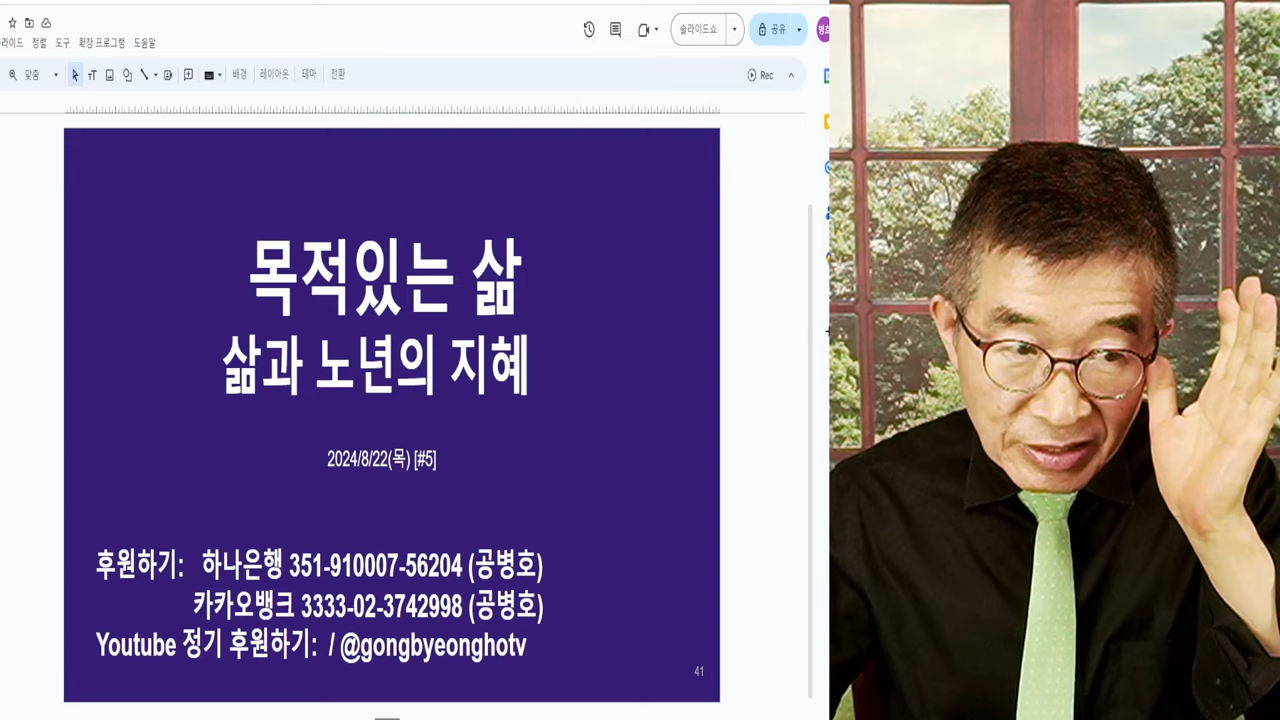 라이드 정렬 도구 확장 프로그램 도움말
슬라이드쇼
공유
맞춤
배경 레이아웃 테마 전환
Rec
목적있는 삶
삶과 노년의 지혜
2024/8/22(목) [#5]
후원하기: 하나은행 351-910007-56204 (공병호)
카카오뱅크 3333-02-3742998 (공병호)
Youtube 정기 후원하기: / @gongbyeonghotv
41